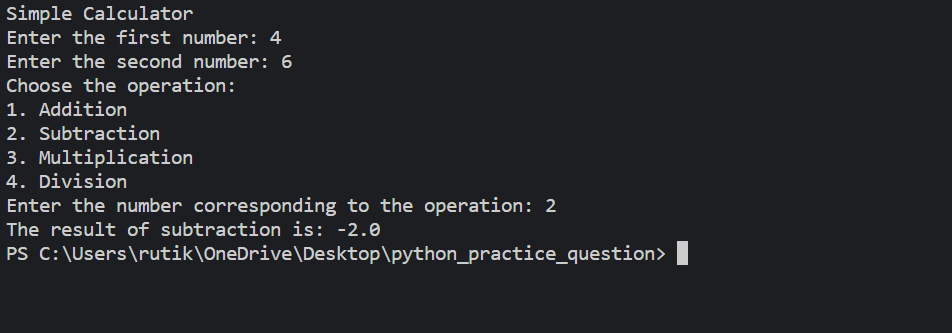 Simple Calculator
Enter the first number: 4
Enter the second number: 6
Choose the operation:
1. Addition
2. Subtraction
3. Multiplication
4. Division
Enter the number corresponding to the operation: 2
The result of subtraction is: -2.0
PS C:\Users\rutik\OneDrive\Desktop\python_practice_question>